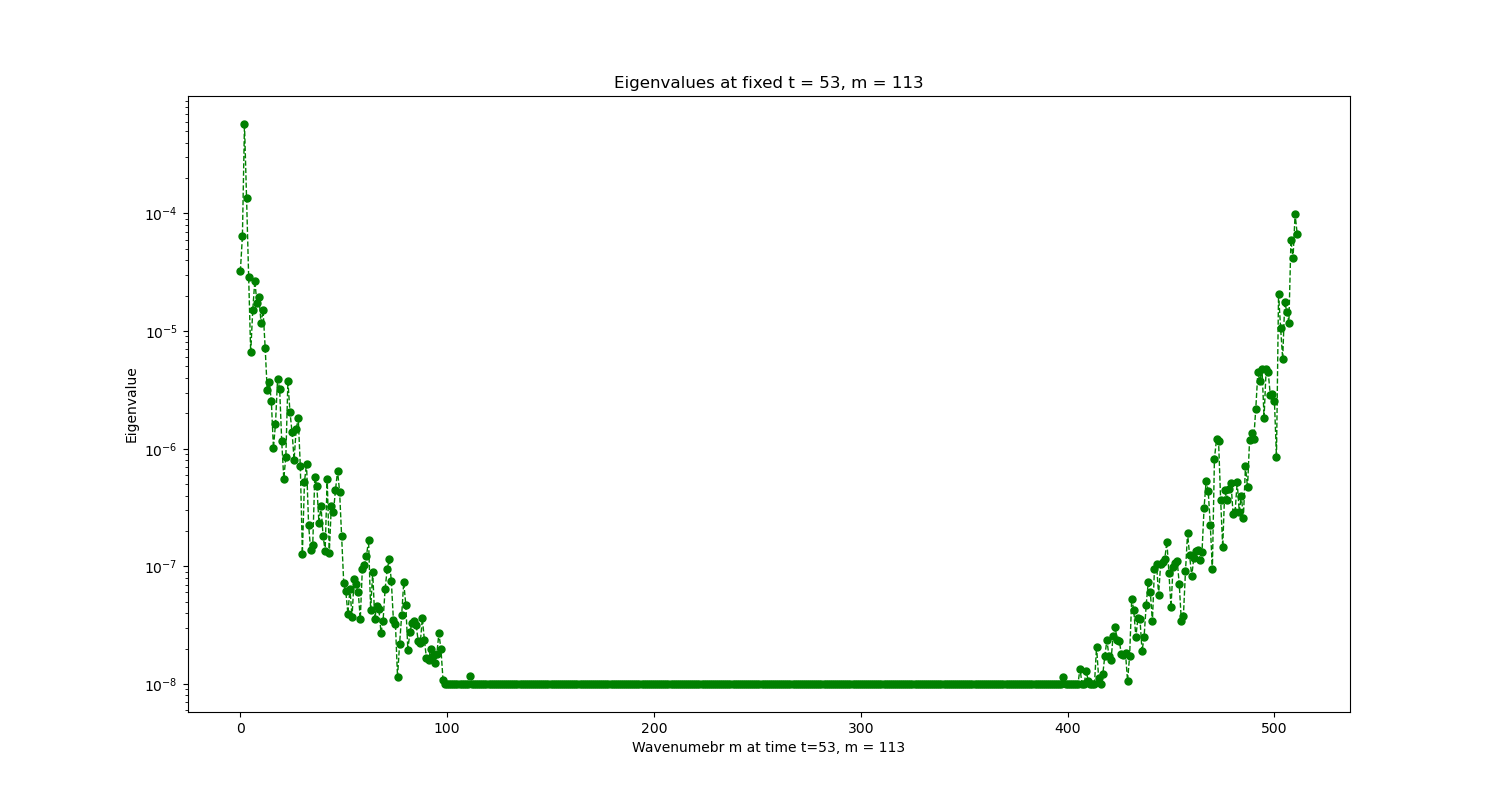 Eigenvalues at fixed t = 53, m = 113
Eigenvalue
10⁻⁴
10⁻⁵
10⁻⁶
10⁻⁷
10⁻⁸
0 100 200 300 400 500
Wavenumebr m at time t=53, m = 113